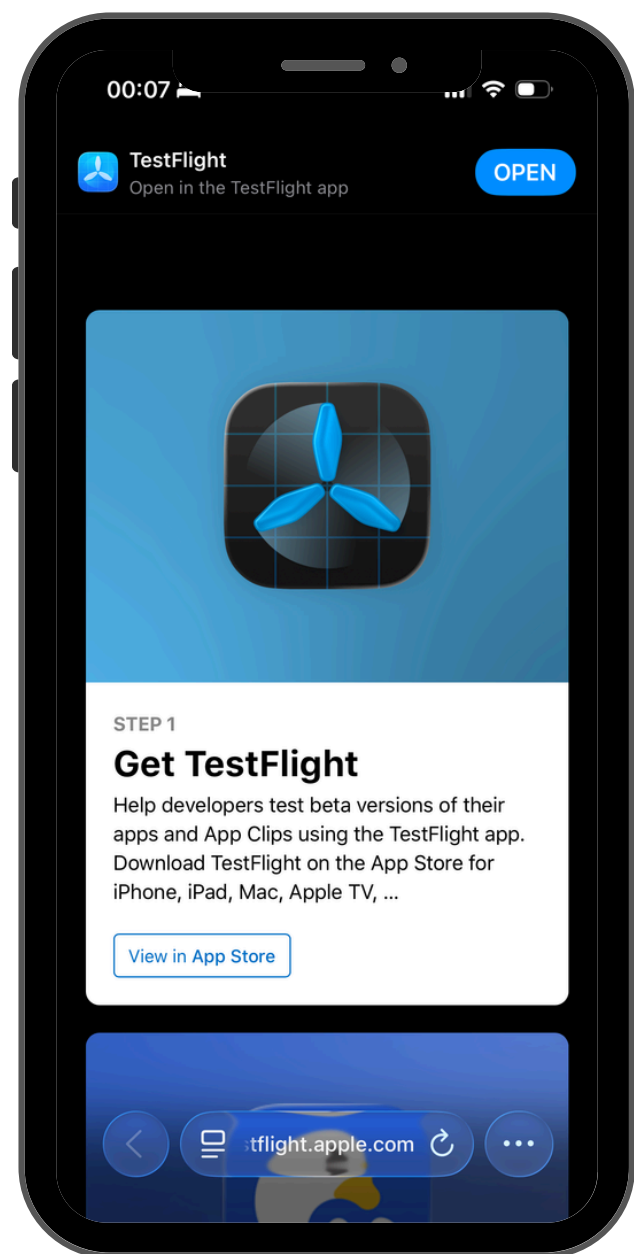 00:07
TestFlight
Open in the TestFlight app
OPEN
STEP 1
Get TestFlight
Help developers test beta versions of their
apps and App Clips using the TestFlight app.
Download TestFlight on the App Store for
iPhone, iPad, Mac, Apple TV, ...
View in App Store
stflight.apple.com